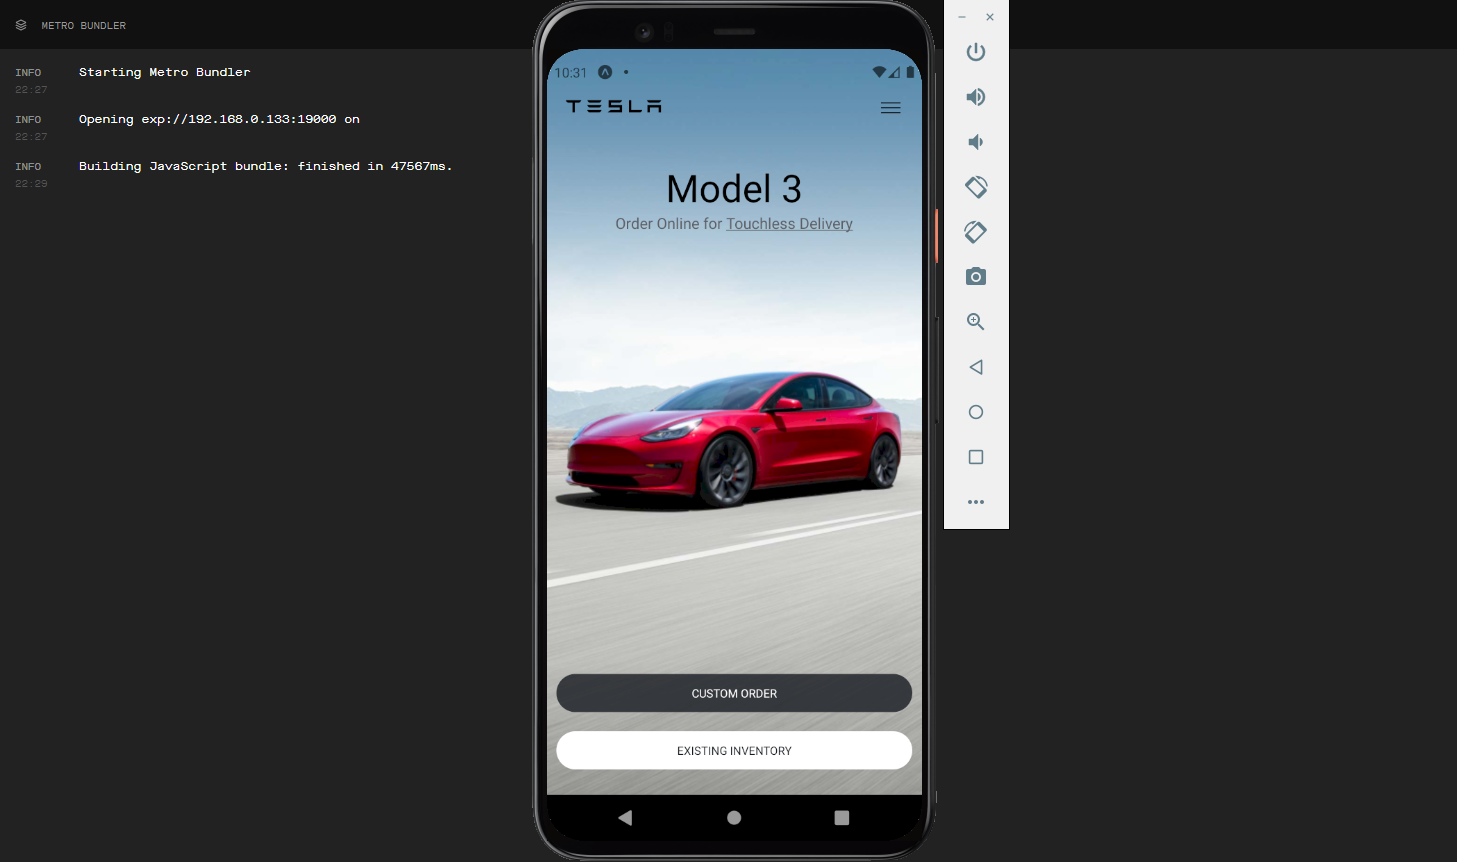 METRO BUNDLER
INFO Starting Metro Bundler
22:27
INFO Opening exp://192.168.0.133:19000 on
22:27
INFO Building JavaScript bundle: finished in 47567ms.
22:29
10:31
TESLA
Model 3
Order Online for Touchless Delivery
CUSTOM ORDER
EXISTING INVENTORY